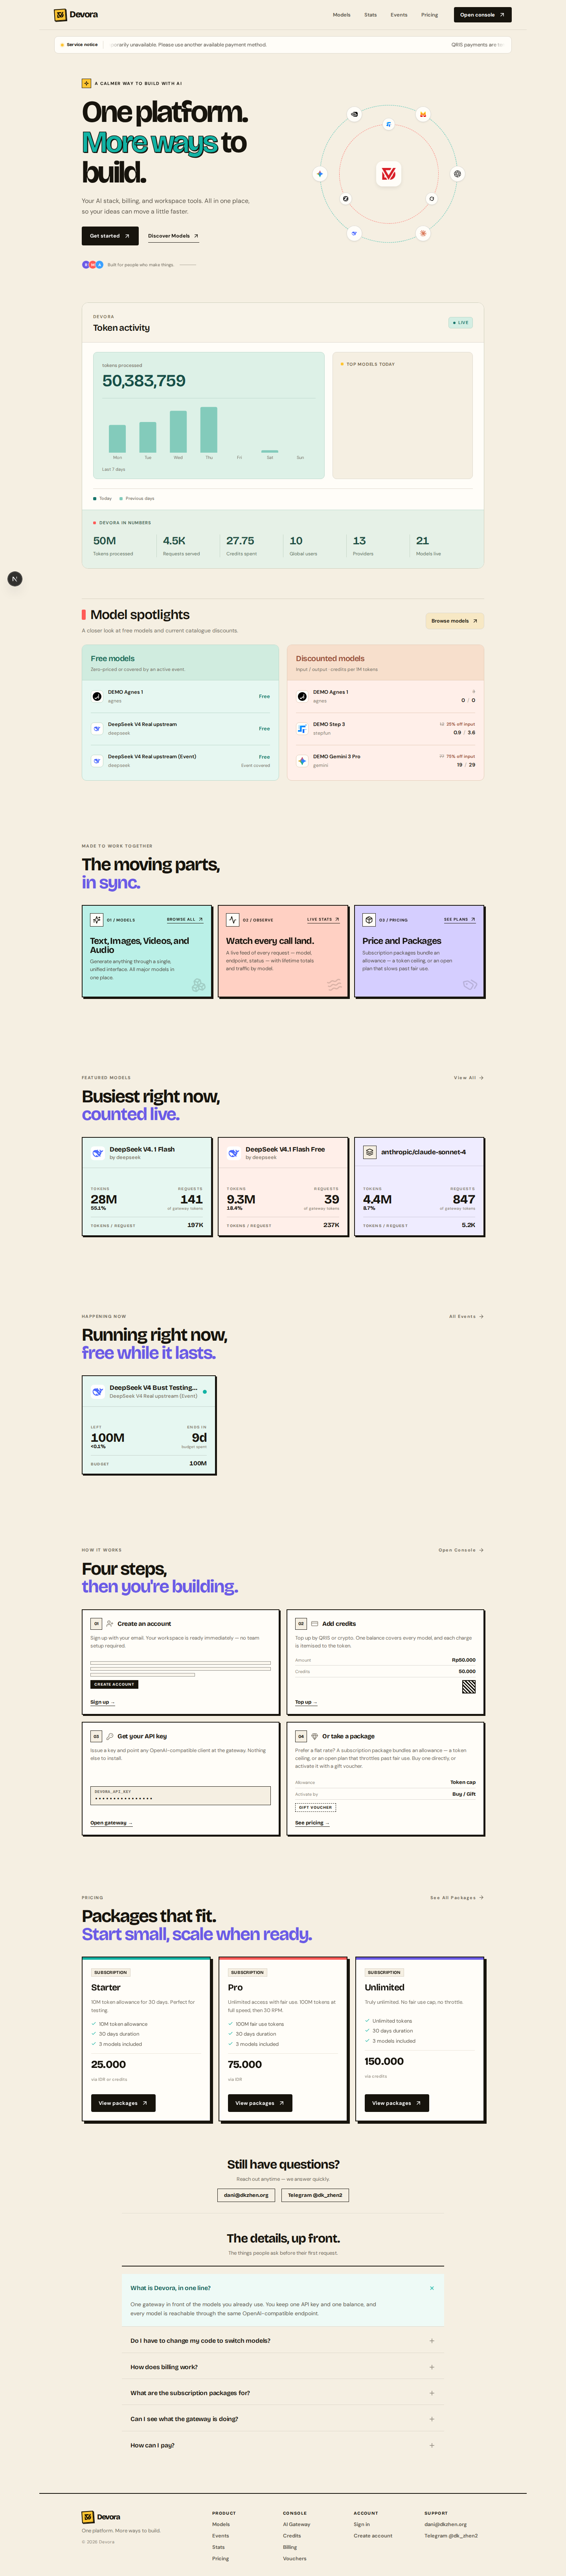 Devora
Models
Stats
Events
Pricing
Open console
Service notice
orarily unavailable. Please use another available payment method.
QRIS payments are te
A CALMER WAY TO BUILD WITH AI
One platform.
More ways to
build.
Your AI stack, billing, and workspace tools. All in one place,
so your ideas can move a little faster.
Get started
Discover Models
Built for people who make things.
DEVORA
Token activity
LIVE
tokens processed
50,383,759
Mon
Tue
Wed
Thu
Fri
Sat
Sun
Last 7 days
TOP MODELS TODAY
Today
Previous days
DEVORA IN NUMBERS
50M
4.5K
27.75
10
13
21
Tokens processed
Requests served
Credits spent
Global users
Providers
Models live
N
Model spotlights
A closer look at free models and current catalogue discounts.
Browse models
Free models
Zero-priced or covered by an active event.
DEMO Agnes 1
agnes
Free
DeepSeek V4 Real upstream
deepseek
Free
DeepSeek V4 Real upstream (Event)
deepseek
Free
Event covered
Discounted models
Input / output · credits per 1M tokens
DEMO Agnes 1
agnes
0 / 0
DEMO Step 3
stepfun
25% off input
0.9 / 3.6
DEMO Gemini 3 Pro
gemini
75% off input
19 / 29
MADE TO WORK TOGETHER
The moving parts,
in sync.
01 / MODELS
BROWSE ALL
Text, Images, Videos, and
Audio
Generate anything through a single,
unified interface. All major models in
one place.
02 / OBSERVE
LIVE STATS
Watch every call land.
A live feed of every request — model,
endpoint, status — with lifetime totals
and traffic by model.
03 / PRICING
SEE PLANS
Price and Packages
Subscription packages bundle an
allowance — a token ceiling, or an open
plan that slows past fair use.
FEATURED MODELS
View All
Busiest right now,
counted live.
DeepSeek V4. 1 Flash
by deepseek
TOKENS
REQUESTS
28M
141
55.1%
of gateway tokens
TOKENS / REQUEST
197K
DeepSeek V4.1 Flash Free
by deepseek
TOKENS
REQUESTS
9.3M
39
18.4%
of gateway tokens
TOKENS / REQUEST
237K
anthropic/claude-sonnet-4
TOKENS
REQUESTS
4.4M
847
8.7%
of gateway tokens
TOKENS / REQUEST
5.2K
HAPPENING NOW
All Events
Running right now,
free while it lasts.
DeepSeek V4 Bust Testing...
DeepSeek V4 Real upstream (Event)
LEFT
ENDS IN
100M
9d
<0.1%
budget spent
BUDGET
100M
HOW IT WORKS
Open Console
Four steps,
then you're building.
01
Create an account
Sign up with your email. Your workspace is ready immediately — no team
setup required.
CREATE ACCOUNT
Sign up →
02
Add credits
Top up by QRIS or crypto. One balance covers every model, and each charge
is itemized to the token.
Amount
Rp50.000
Credits
50.000
Top up →
03
Get your API key
Issue a key and point any OpenAI-compatible client at the gateway. Nothing
else to install.
DEVORA_API_KEY
Open gateway →
04
Or take a package
Prefer a flat rate? A subscription package bundles an allowance — a token
ceiling, or an open plan that throttles past fair use. Buy one directly, or
activate it with a gift voucher.
Allowance
Token cap
Activate by
Buy / Gift
GIFT VOUCHER
See pricing →
PRICING
See All Packages
Packages that fit.
Start small, scale when ready.
SUBSCRIPTION
Starter
10M token allowance for 30 days. Perfect for
testing.
10M token allowance
30 days duration
3 models included
25.000
via IDR or credits
View packages
SUBSCRIPTION
Pro
Unlimited access with fair use. 100M tokens at
full speed then 30 RPM.
100M fair use tokens
30 days duration
3 models included
75.000
via IDR
View packages
SUBSCRIPTION
Unlimited
Truly unlimited. No fair use cap, no throttle.
Unlimited tokens
30 days duration
3 models included
150.000
via credits
View packages
Still have questions?
Reach out anytime — we answer quickly.
dani@dkzhen.org
Telegram @dk_zhen2
The details, up front.
The things people ask before their first request.
What is Devora, in one line?
One gateway in front of the models you already use. You keep one API key and one balance, and
every model is reachable through the same OpenAI-compatible endpoint.
Do I have to change my code to switch models?
How does billing work?
What are the subscription packages for?
Can I see what the gateway is doing?
How can I pay?
Devora
One platform. More ways to build.
© 2026 Devora
PRODUCT
Models
Events
Stats
Pricing
CONSOLE
AI Gateway
Credits
Billing
Vouchers
ACCOUNT
Sign in
Create account
SUPPORT
dani@dkzhen.org
Telegram @dk_zhen2